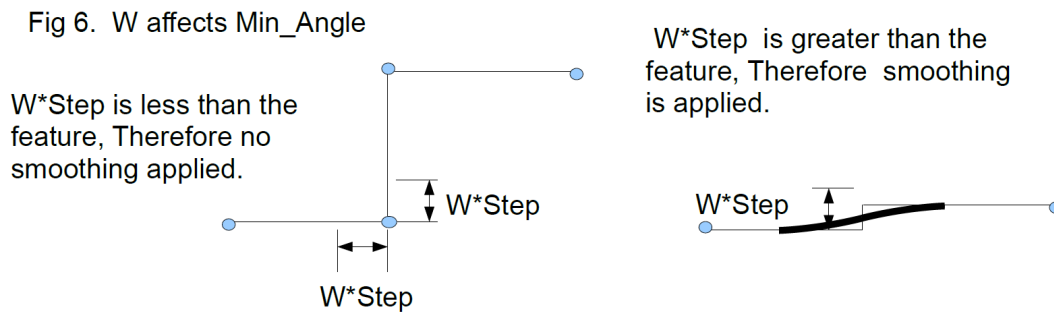 Fig 6.  W affects Min_Angle
W*Step is less than the
feature, Therefore no
smoothing applied.
W*Step
W*Step
W*Step  is greater than the
feature, Therefore  smoothing
is applied.
W*Step